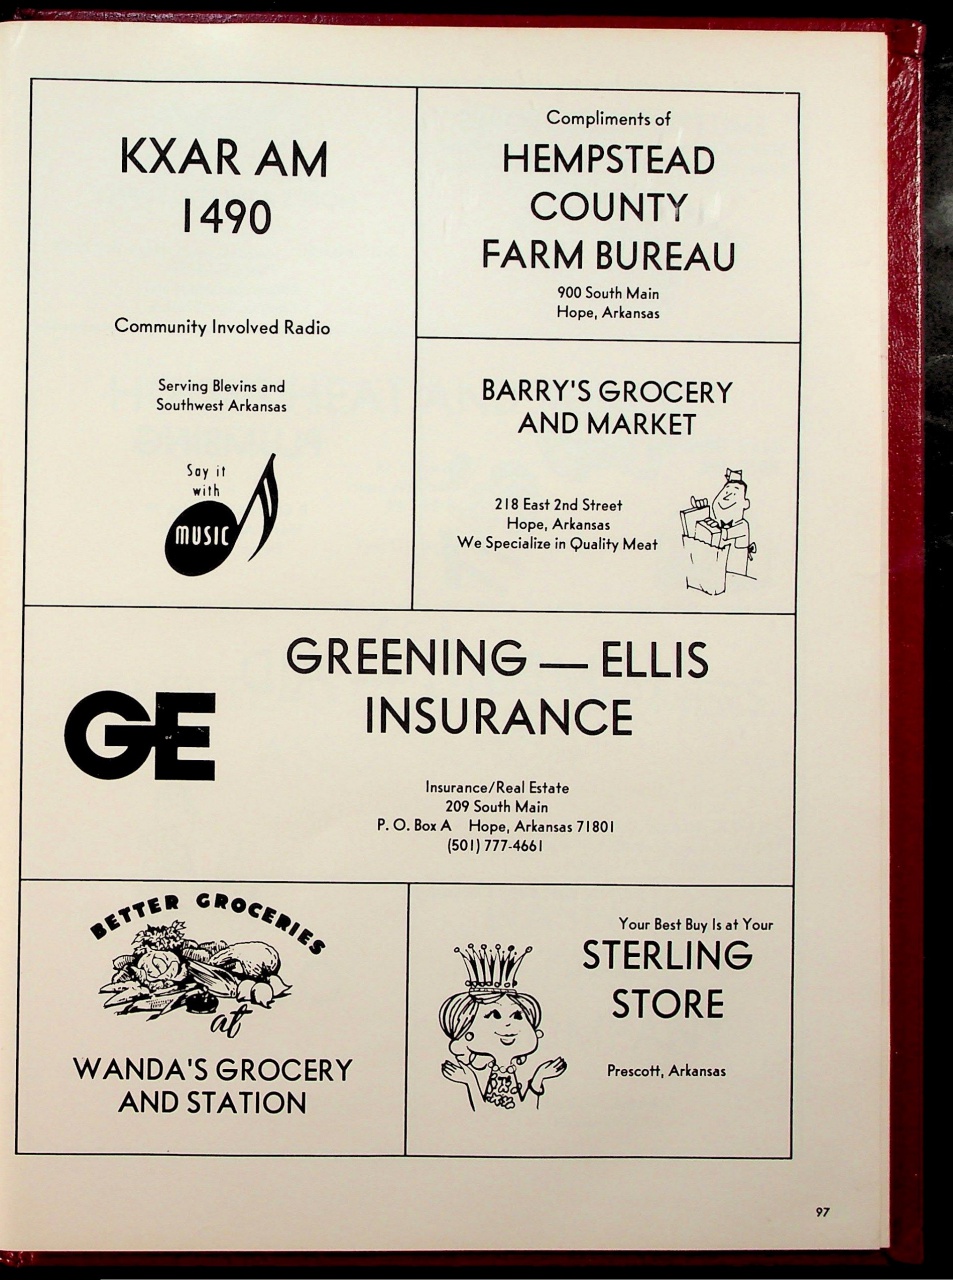 KXAR AM
1490
Community Involved Radio
Serving Blevins and
Southwest Arkansas
Say it
with
MUSIC
Compliments of
HEMPSTEAD
COUNTY
FARM BUREAU
900 South Main
Hope, Arkansas
BARRY'S GROCERY
AND MARKET
218 East 2nd Street
Hope, Arkansas
We Specialize in Quality Meat
GE
GREENING — ELLIS
INSURANCE
Insurance/Real Estate
209 South Main
P. O. Box A Hope, Arkansas 71801
(501) 777-4661
BETTER GROCERIES
at
WANDA'S GROCERY
AND STATION
Your Best Buy Is at Your
STERLING
STORE
Prescott, Arkansas
97